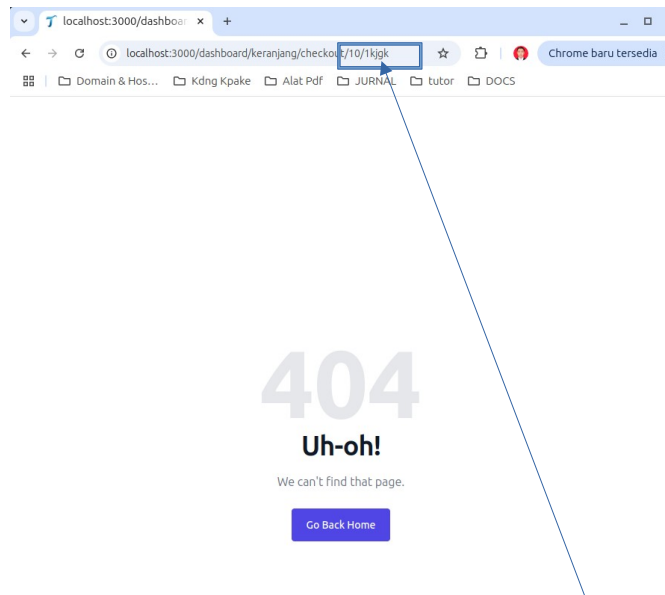 localhost:3000/dashboar
localhost:3000/dashboard/keranjang/checkout/10/1kjgk
Chrome baru tersedia
Domain & Hos...
Kdng Kpake
Alat Pdf
JURNAL
tutor
DOCS
404
Uh-oh!
We can't find that page.
Go Back Home